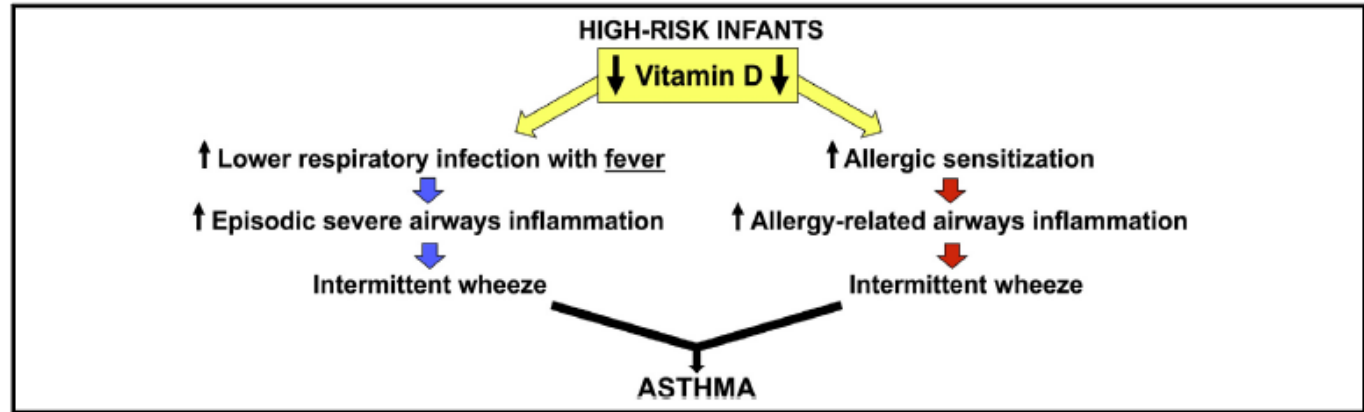 HIGH-RISK INFANTS
↓ Vitamin D ↓
↑ Lower respiratory infection with fever
↑ Allergic sensitization
↑ Episodic severe airways inflammation
↑ Allergy-related airways inflammation
Intermittent wheeze
Intermittent wheeze
ASTHMA